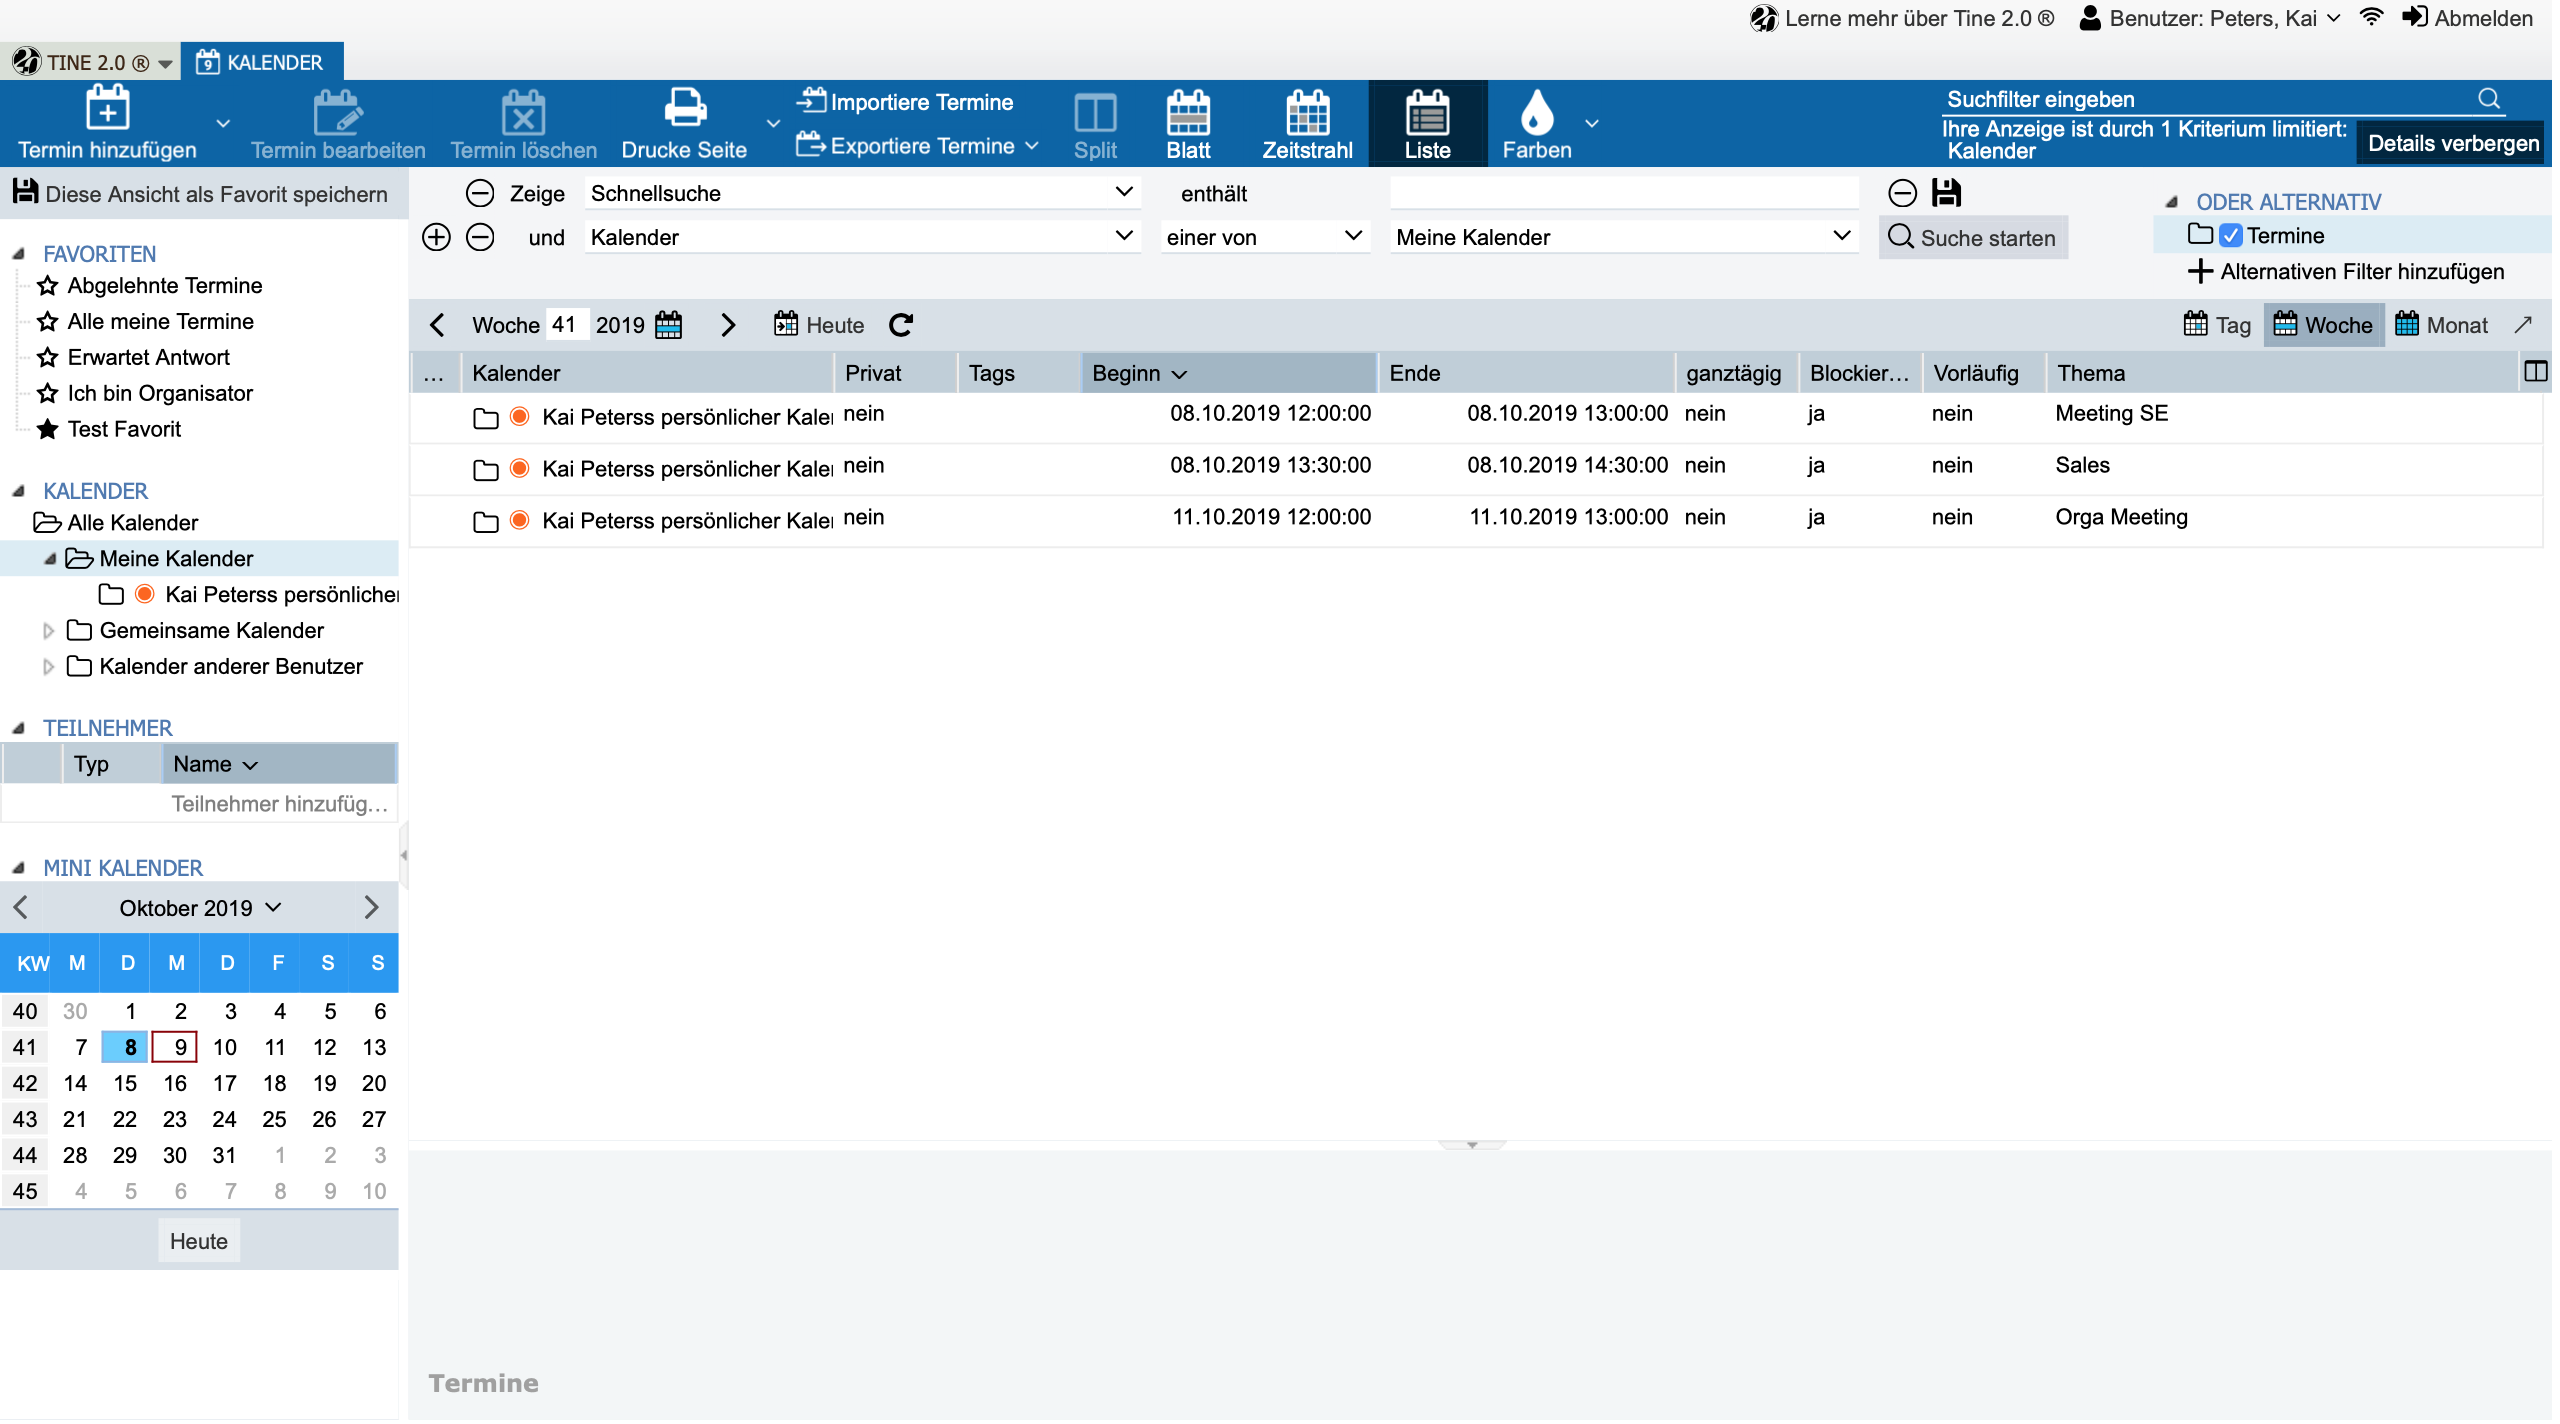 Lerne mehr über Tine 2.0 ® Benutzer: Peters, Kai Abmelden
TINE 2.0 ® KALENDER
Termin hinzufügen
Termin bearbeiten
Termin löschen
Drucke Seite
Importiere Termine
Exportiere Termine
Split
Blatt
Zeitstrahl
Liste
Farben
Suchfilter eingeben
Ihre Anzeige ist durch 1 Kriterium limitiert:
Kalender
Details verbergen
Diese Ansicht als Favorit speichern
FAVORITEN
Abgelehnte Termine
Alle meine Termine
Erwartet Antwort
Ich bin Organisator
Test Favorit
KALENDER
Alle Kalender
Meine Kalender
Kai Peterss persönlicher
Gemeinsame Kalender
Kalender anderer Benutzer
TEILNEHMER
Typ Name
Teilnehmer hinzufüg...
MINI KALENDER
Oktober 2019
KW M D M D F S S
40 30 1 2 3 4 5 6
41 7 8 9 10 11 12 13
42 14 15 16 17 18 19 20
43 21 22 23 24 25 26 27
44 28 29 30 31 1 2 3
45 4 5 6 7 8 9 10
Heute
Zeige Schnellsuche enthält
und Kalender einer von Meine Kalender Suche starten
ODER ALTERNATIV
Termine
Alternativen Filter hinzufügen
Woche 41 2019 Heute Tag Woche Monat
... Kalender Privat Tags Beginn Ende ganztägig Blockier... Vorläufig Thema
Kai Peterss persönlicher Kale nein 08.10.2019 12:00:00 08.10.2019 13:00:00 nein ja nein Meeting SE
Kai Peterss persönlicher Kale nein 08.10.2019 13:30:00 08.10.2019 14:30:00 nein ja nein Sales
Kai Peterss persönlicher Kale nein 11.10.2019 12:00:00 11.10.2019 13:00:00 nein ja nein Orga Meeting
Termine